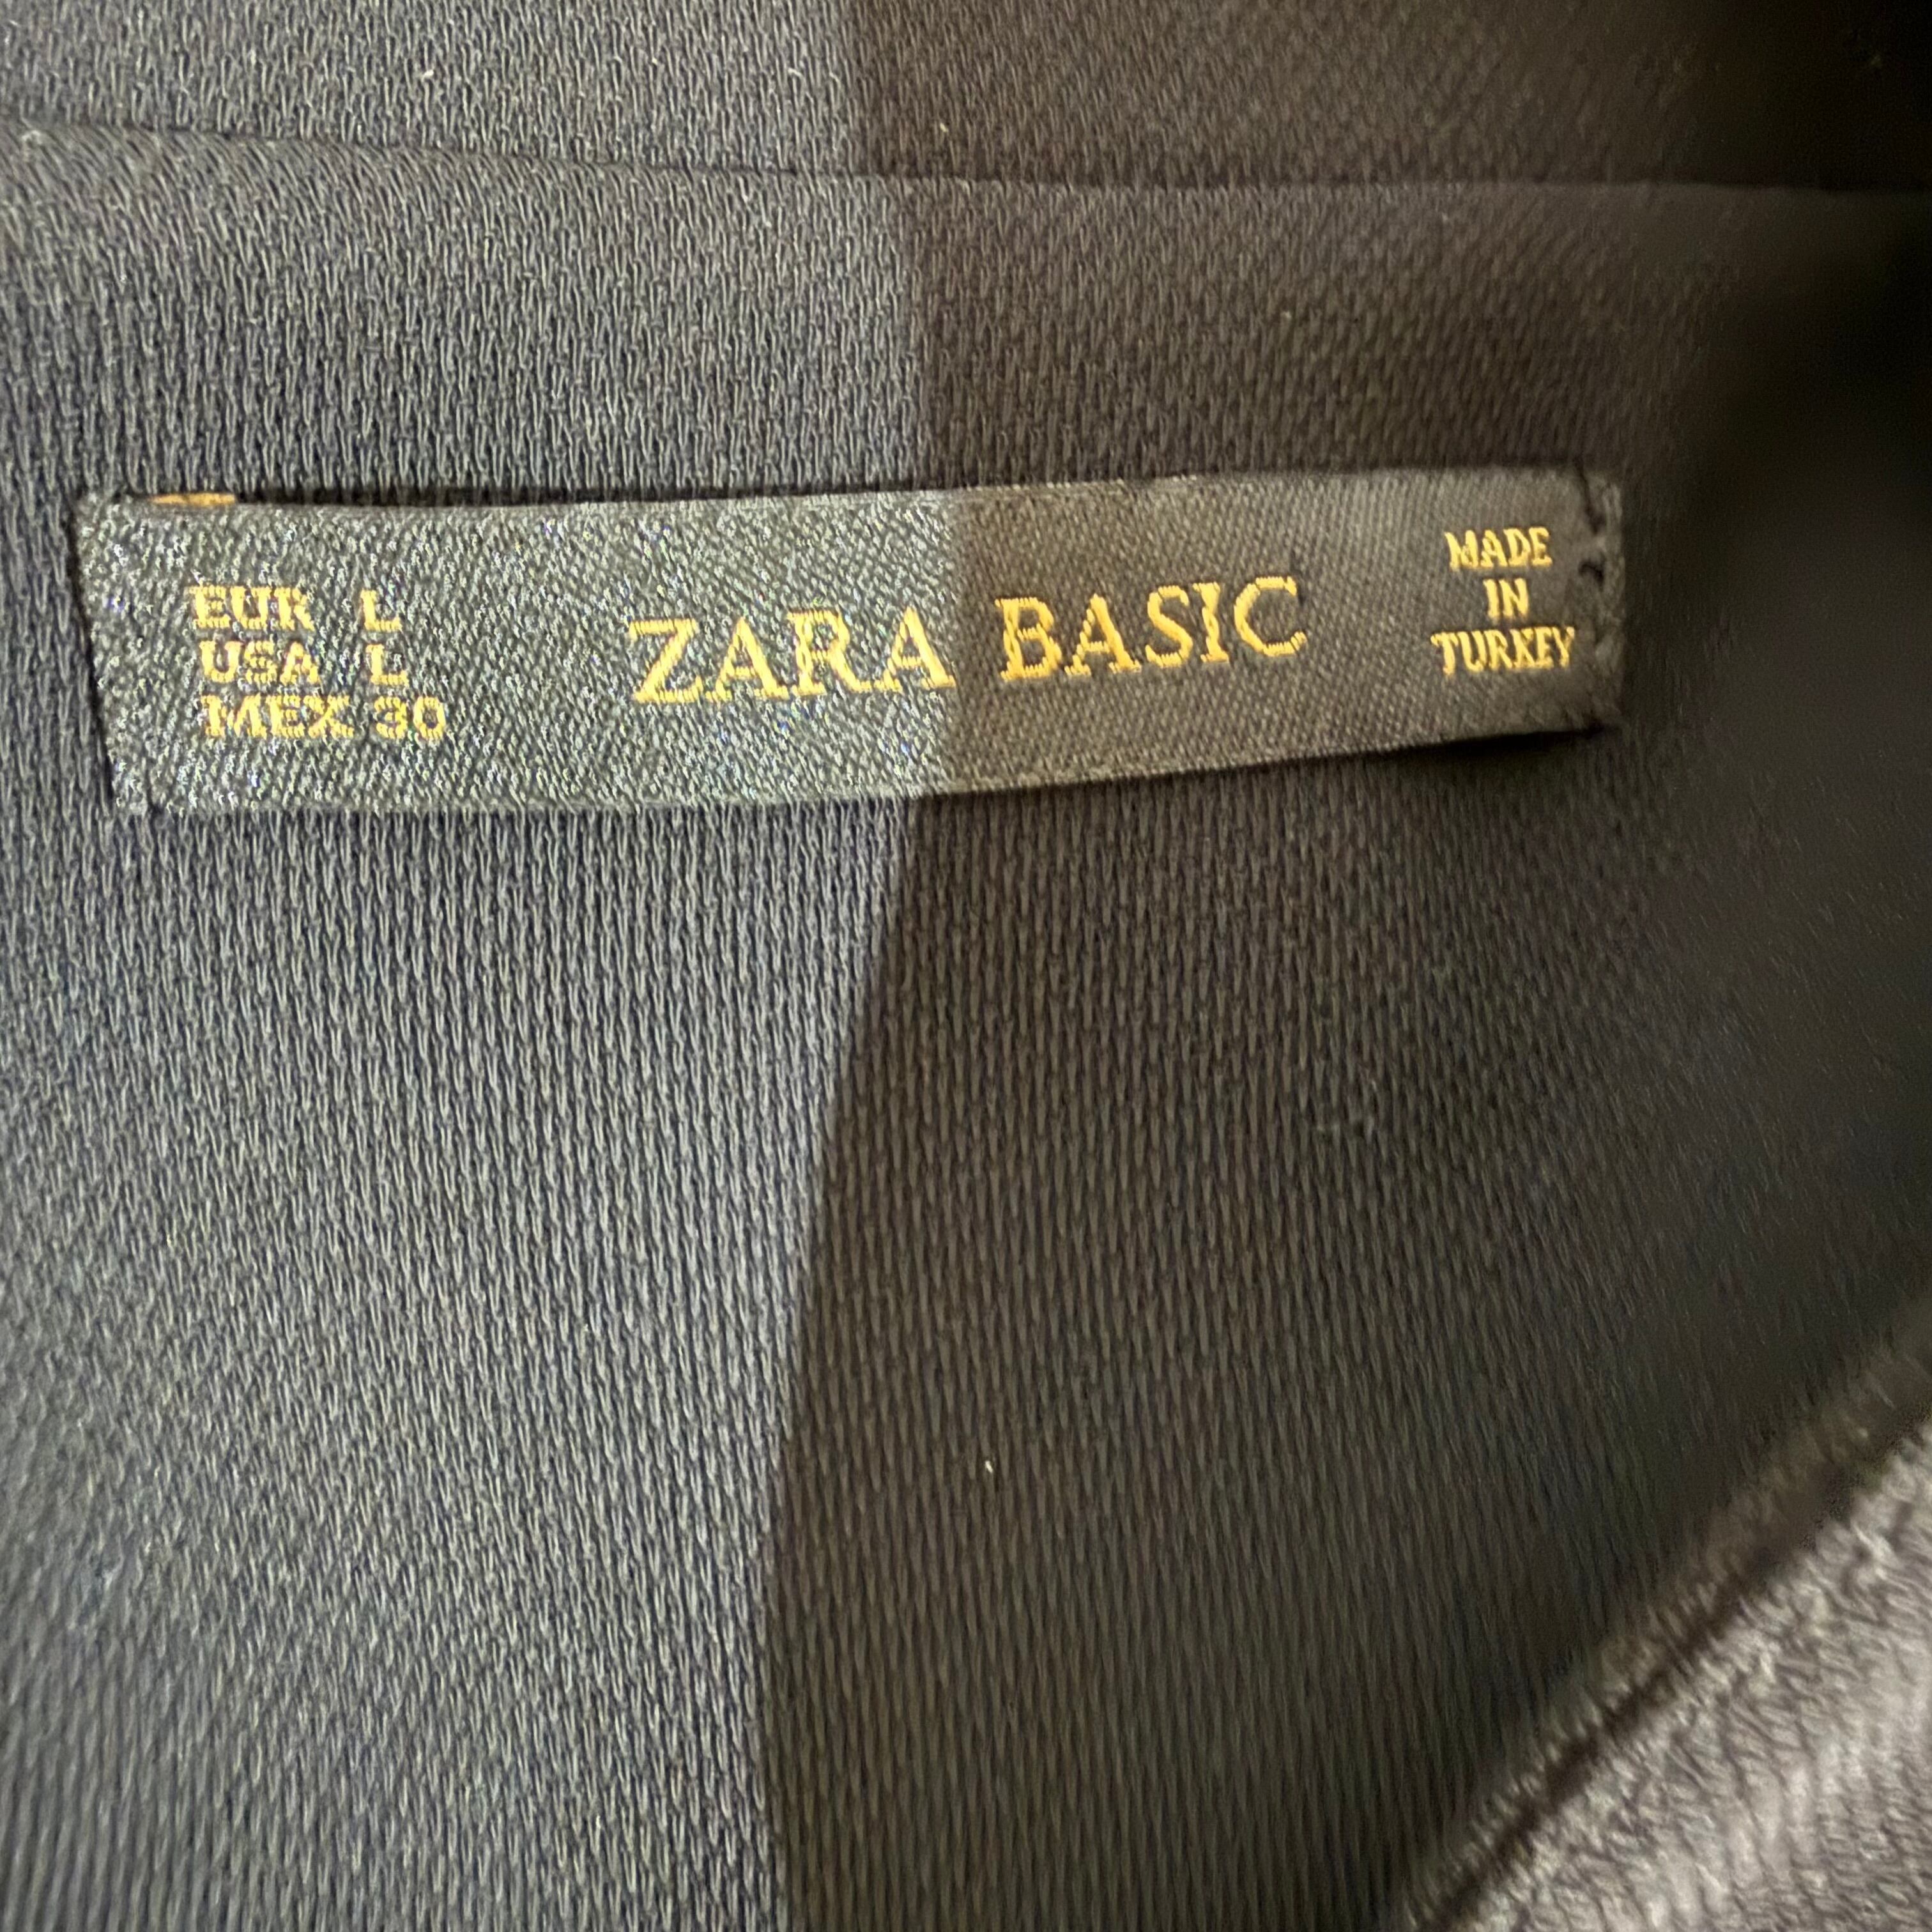 EUR L
USA L
MEX 30
ZARA BASIC
MADE
IN
TURKEY